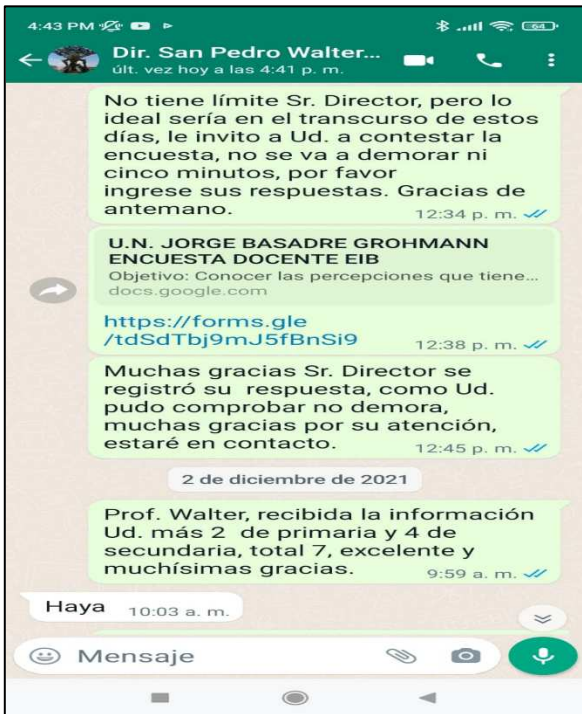 4:43 PM
64
Dir. San Pedro Walter...
últ. vez hoy a las 4:41 p. m.
No tiene límite Sr. Director, pero lo
ideal sería en el transcurso de estos
días, le invito a Ud. a contestar la
encuesta, no se va a demorar ni
cinco minutos, por favor
ingrese sus respuestas. Gracias de
antemano.
12:34 p. m.
U.N. JORGE BASADRE GROHMANN
ENCUESTA DOCENTE EIB
Objetivo: Conocer las percepciones que tiene...
docs.google.com
https://forms.gle
/tdSdTbj9mJ5fBnSi9
12:38 p. m.
Muchas gracias Sr. Director se
registró su respuesta, como Ud.
pudo comprobar no demora,
muchas gracias por su atención,
estaré en contacto.
12:45 p. m.
2 de diciembre de 2021
Prof. Walter, recibida la información
Ud. más 2 de primaria y 4 de
secundaria, total 7, excelente y
muchísimas gracias.
9:59 a. m.
Haya
10:03 a. m.
Mensaje